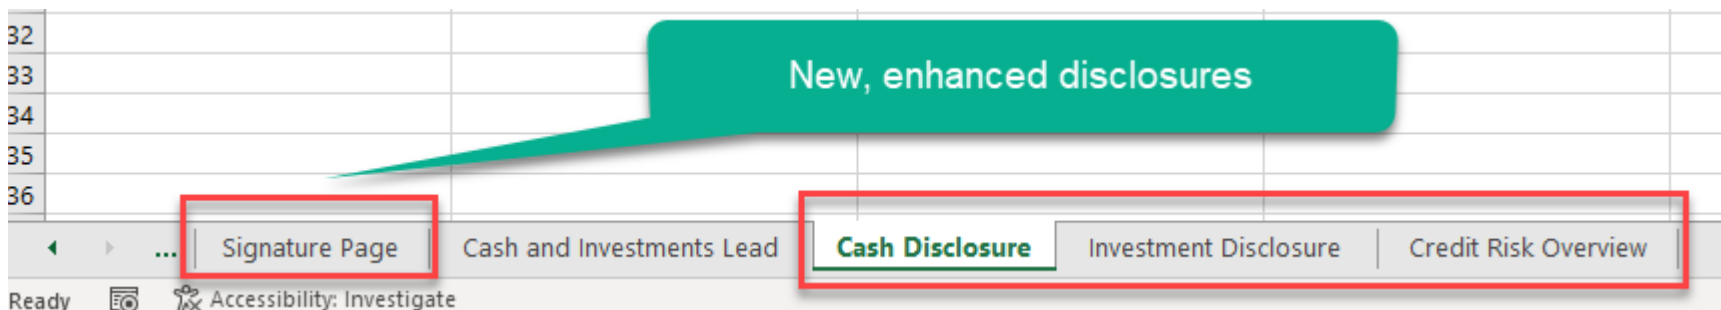 32
33
34
35
36
New, enhanced disclosures
... Signature Page Cash and Investments Lead Cash Disclosure Investment Disclosure Credit Risk Overview
Ready Accessibility: Investigate